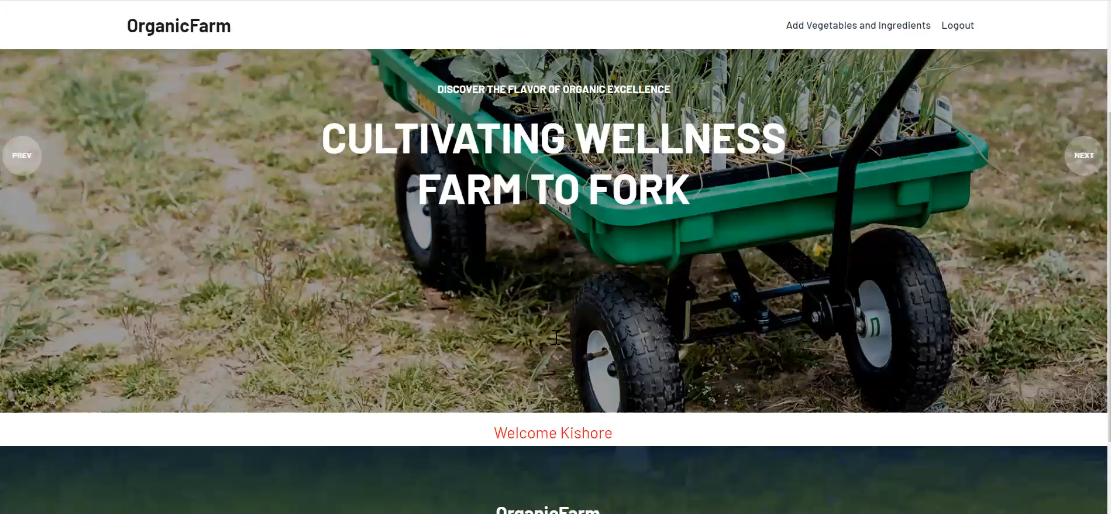 OrganicFarm
Add Vegetables and Ingredients Logout
DISCOVER THE FLAVOR OF ORGANIC EXCELLENCE
CULTIVATING WELLNESS
FARM TO FORK
PREV
NEXT
Welcome Kishore
OrganicFarm